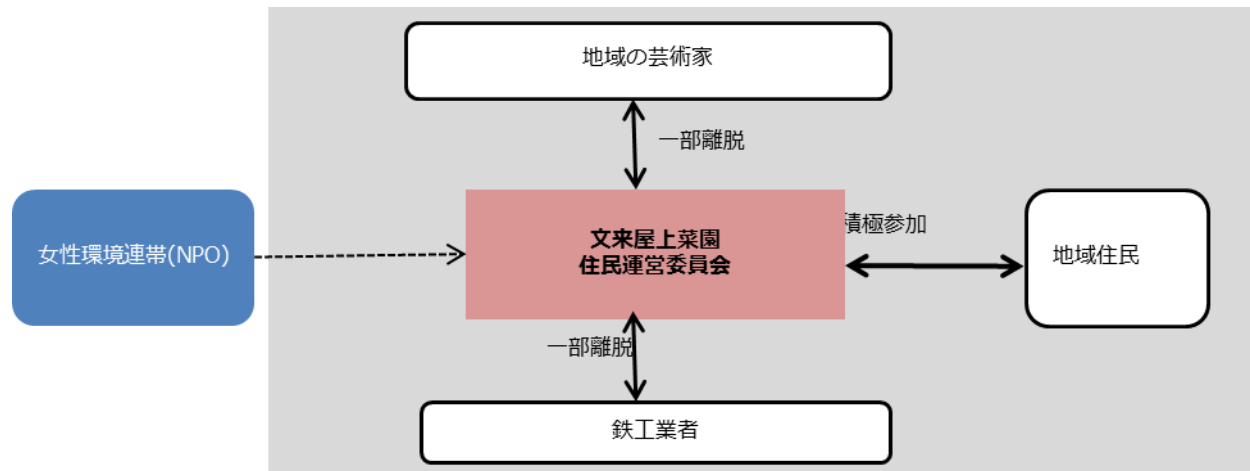 地域の芸術家
一部離脱
女性環境連帯(NPO)
文来屋上菜園
住民運営委員会
積極参加
地域住民
一部離脱
鉄工業者